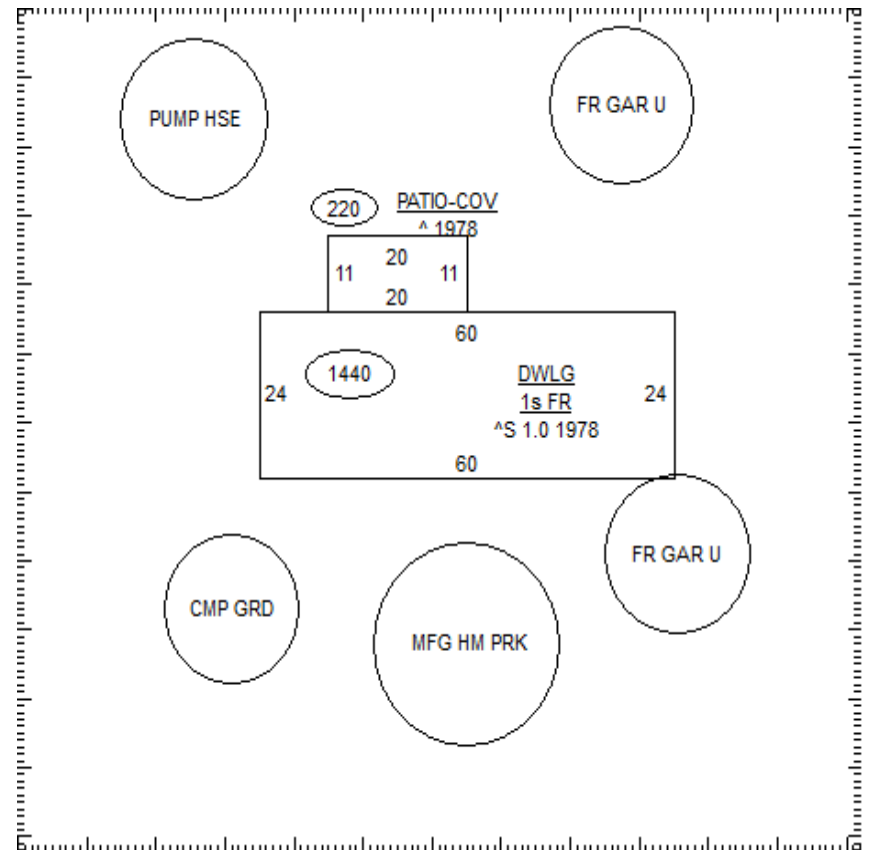 PUMP HSE
FR GAR U
220
PATIO-COV
^ 1978
20
11
11
20
60
1440
24
DWLG
24
1s FR
^S 1.0 1978
60
FR GAR U
CMP GRD
MFG HM PRK